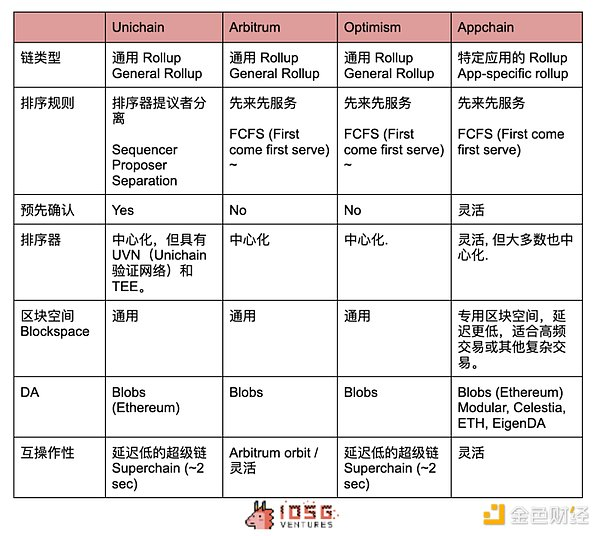 Unichain Arbitrum Optimism Appchain
链类型
通用 Rollup
General Rollup
通用 Rollup
General Rollup
通用 Rollup
General Rollup
特定应用的 Rollup
App-specific rollup
排序规则
排序器提议者分
离
Sequencer
Proposer
Separation
先来先服务
FCFS (First
come first serve)
~
先来先服务
FCFS (First
come first serve)
~
先来先服务
FCFS (First come
first serve)
预先确认
Yes
No
No
灵活
排序器
中心化，但具有
UVN（Unichain
验证网络）和
TEE。
中心化
中心化.
灵活, 但大多数也中
心化.
区块空间
Blockspace
通用
通用
通用
专用区块空间，延
迟更低，适合高频
交易或其他复杂交
易。
DA
Blobs
(Ethereum)
Blobs
Blobs
Blobs (Ethereum)
Modular, Celestia,
ETH, EigenDA
互操作性
延迟低的超级链
Superchain (~2
sec)
Arbitrum orbit /
灵活
延迟低的超级链
Superchain (~2
sec)
灵活
IOSG
VENTURES
金色财经